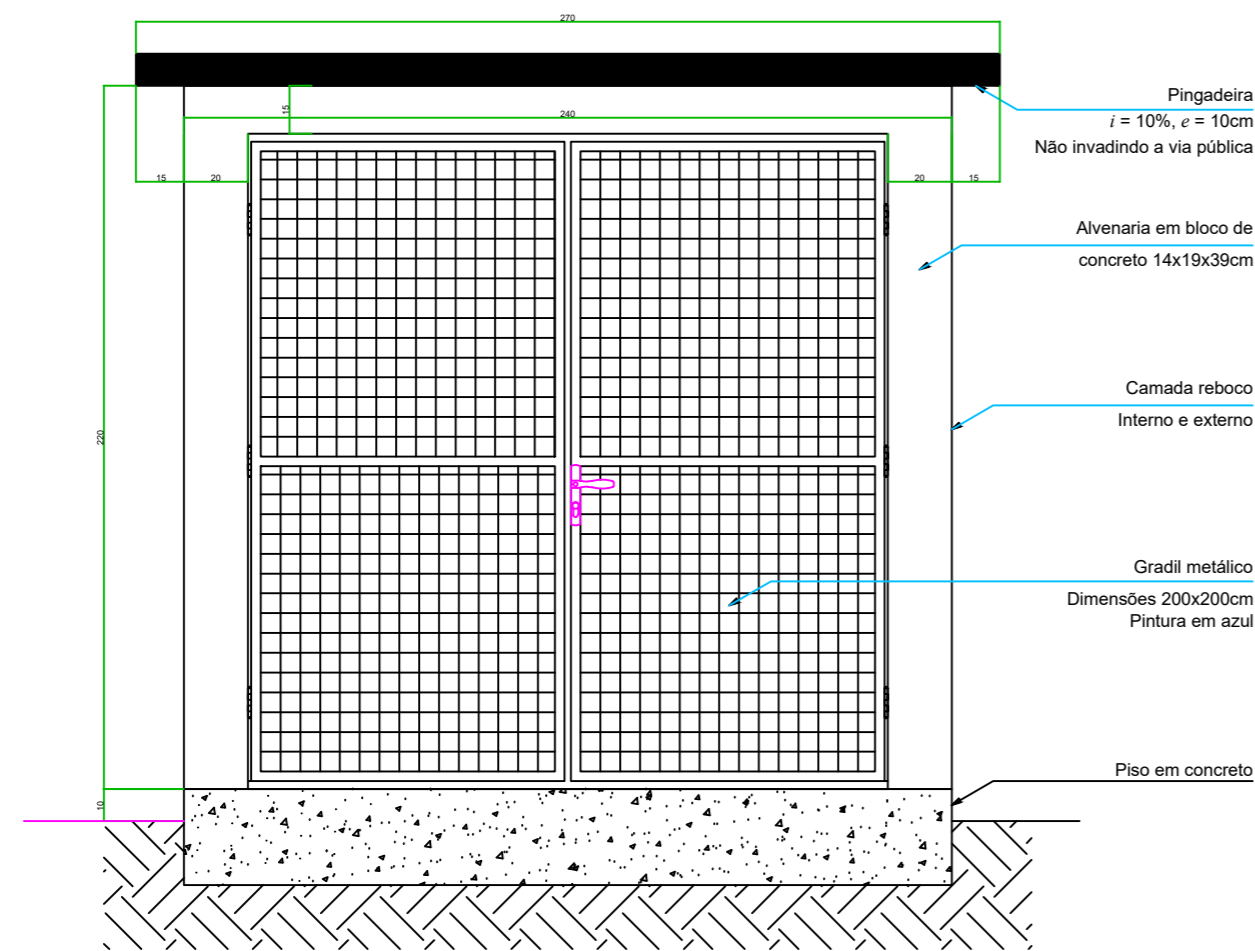 270
Pingadeira
i = 10%, e = 10cm
Não invadindo a via pública
15
240
15
20
20
15
Alvenaria em bloco de
concreto 14x19x39cm
Camada reboco
Interno e externo
220
Gradil metálico
Dimensões 200x200cm
Pintura em azul
Piso em concreto
10